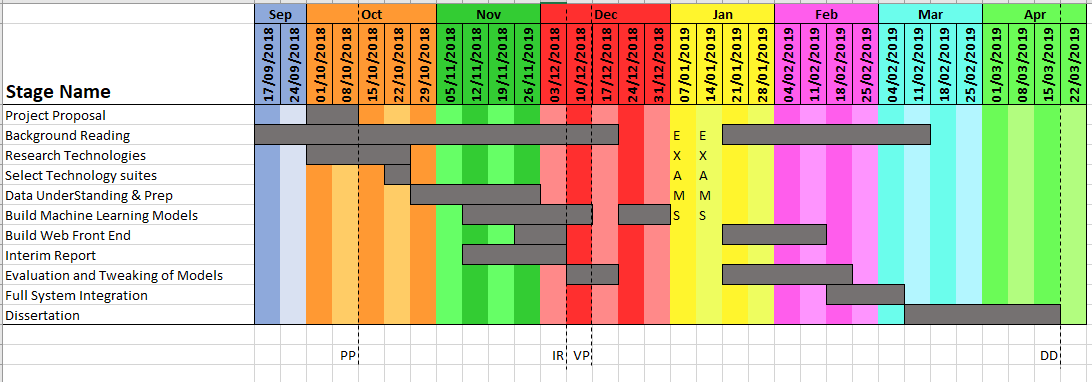 Sep Oct Nov Dec Jan Feb Mar Apr
17/09/2018 24/09/2018 01/10/2018 08/10/2018 15/10/2018 22/10/2018 29/10/2018 05/11/2018 12/11/2018 19/11/2018 26/11/2019 03/12/2018 10/12/2018 17/12/2018 24/12/2018 31/12/2018 07/01/2019 14/01/2019 21/01/2019 28/01/2019 04/02/2019 11/02/2019 18/02/2019 25/02/2019 04/02/2019 11/02/2019 18/02/2019 25/02/2019 01/03/2019 08/03/2019 15/03/2019 22/03/2019
Stage Name
Project Proposal
Background Reading
Research Technologies
Select Technology suites
Data UnderStanding & Prep
Build Machine Learning Models
Build Web Front End
Interim Report
Evaluation and Tweaking of Models
Full System Integration
Dissertation
EXAMS
EXAMS
PP IR VP DD